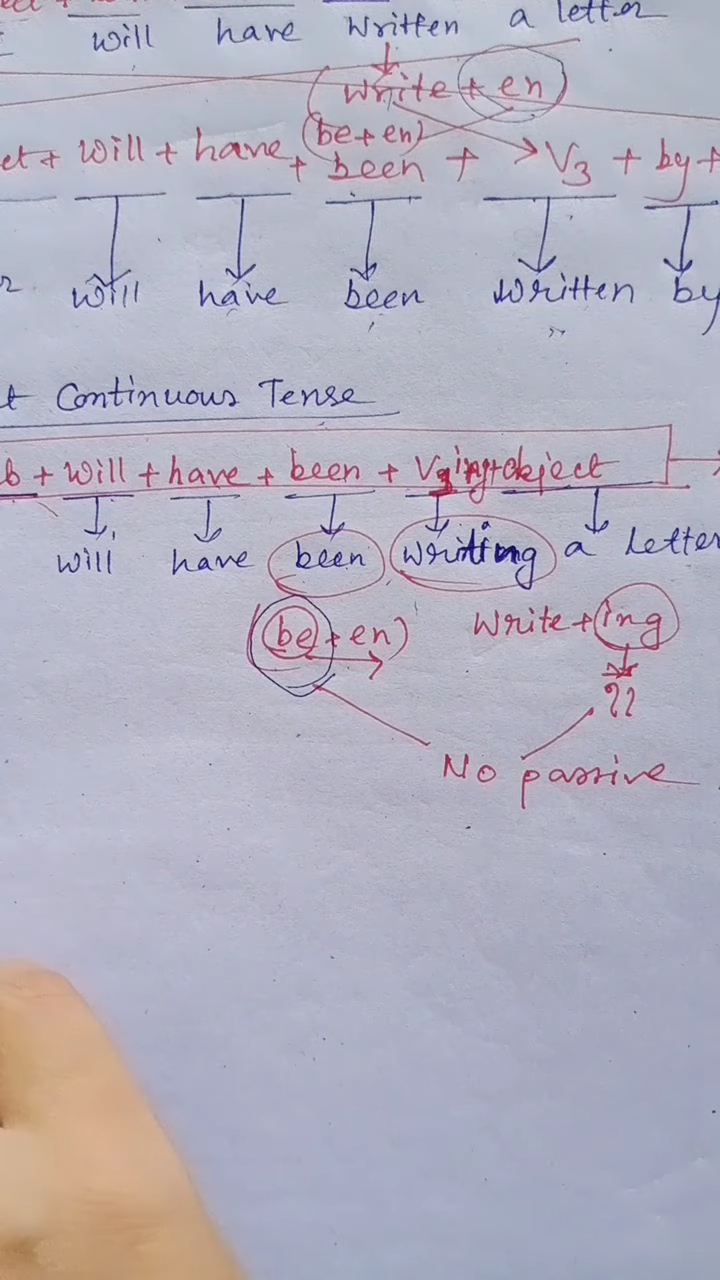 will have written a letter
(write + en)
(be + en)
+ will + have + been + V3 + by +
will have been written by
Continuous Tense
+ will + have + been + Ving + object
will have been writing a letter
(be + en) write + ing
??
No passive